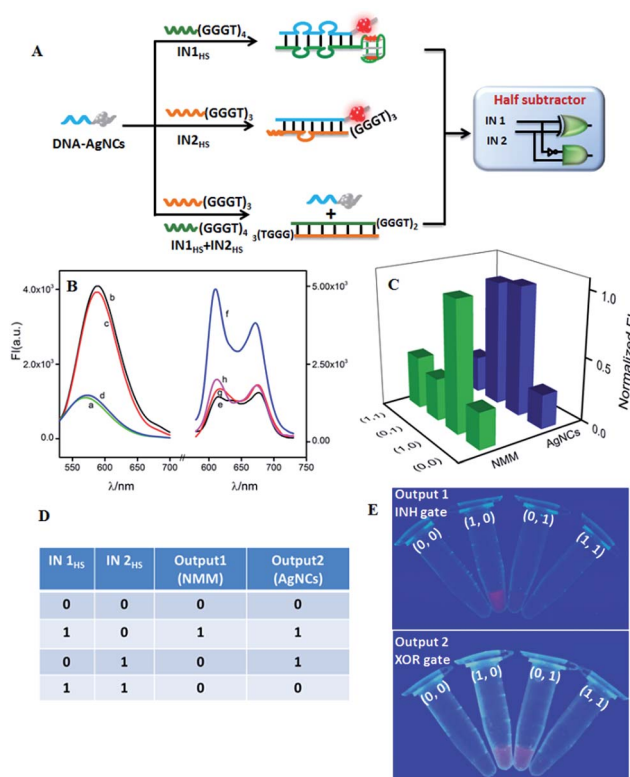 A
(GGGT)4
IN1HS
DNA-AgNCs
(GGGT)3
IN2HS
(GGGT)3
(GGGT)3
(GGGT)4
IN1HS+IN2HS
+
3(TGGG)
(GGGT)2
Half subtractor
IN 1
IN 2
B
FI(a.u.)
4.0x10³
2.0x10³
0.0
b
c
d
a
f
h
g
e
5.00x10³
2.50x10³
0.00
550 600 650 700
600 650 700 750
λ/nm
λ/nm
C
1.0
0.5
0.0
Normalized FI
(1,1)
(0,1)
(1.0)
(0,0)
NMM
AgNCs
D
IN 1HS IN 2HS Output1 (NMM) Output2 (AgNCs)
0 0 0 0
1 0 1 1
0 1 0 1
1 1 0 0
E
Output 1
INH gate
(0, 0)
(1, 0)
(0, 1)
(1, 1)
Output 2
XOR gate
(0, 0)
(1, 0)
(0, 1)
(1, 1)